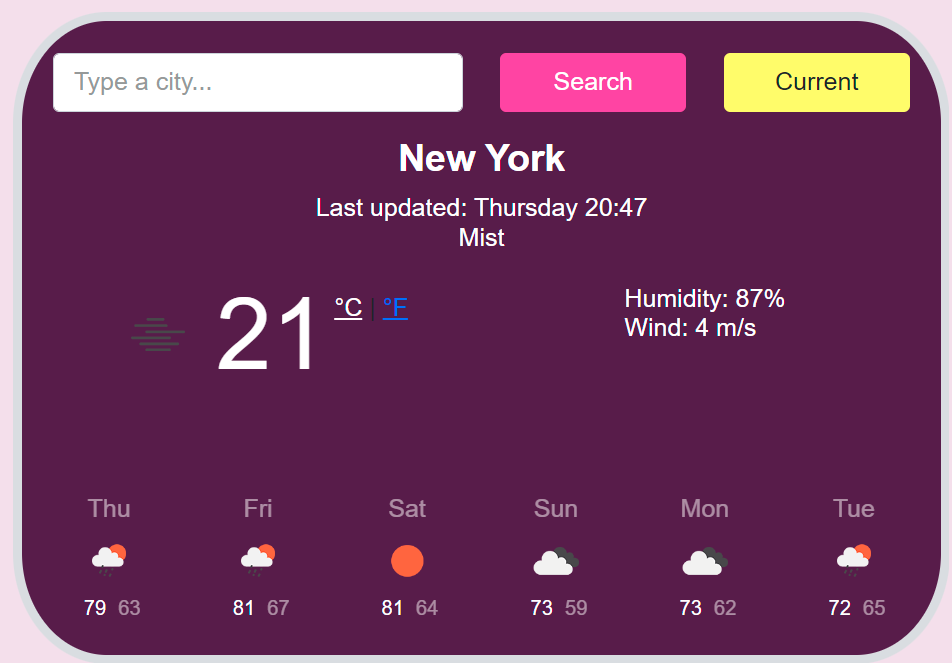 Type a city... Search Current
New York
Last updated: Thursday 20:47
Mist
21 °C | °F
Humidity: 87%
Wind: 4 m/s
Thu Fri Sat Sun Mon Tue
79 63 81 67 81 64 73 59 73 62 72 65